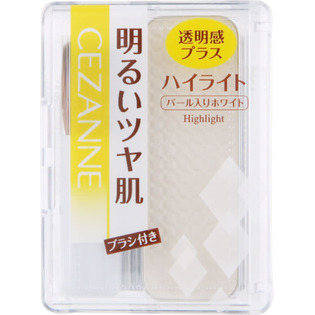 CEZANNE
明るいツヤ肌
ブラシ付き
透明感
プラス
ハイライト
パール入りホワイト
Highlight